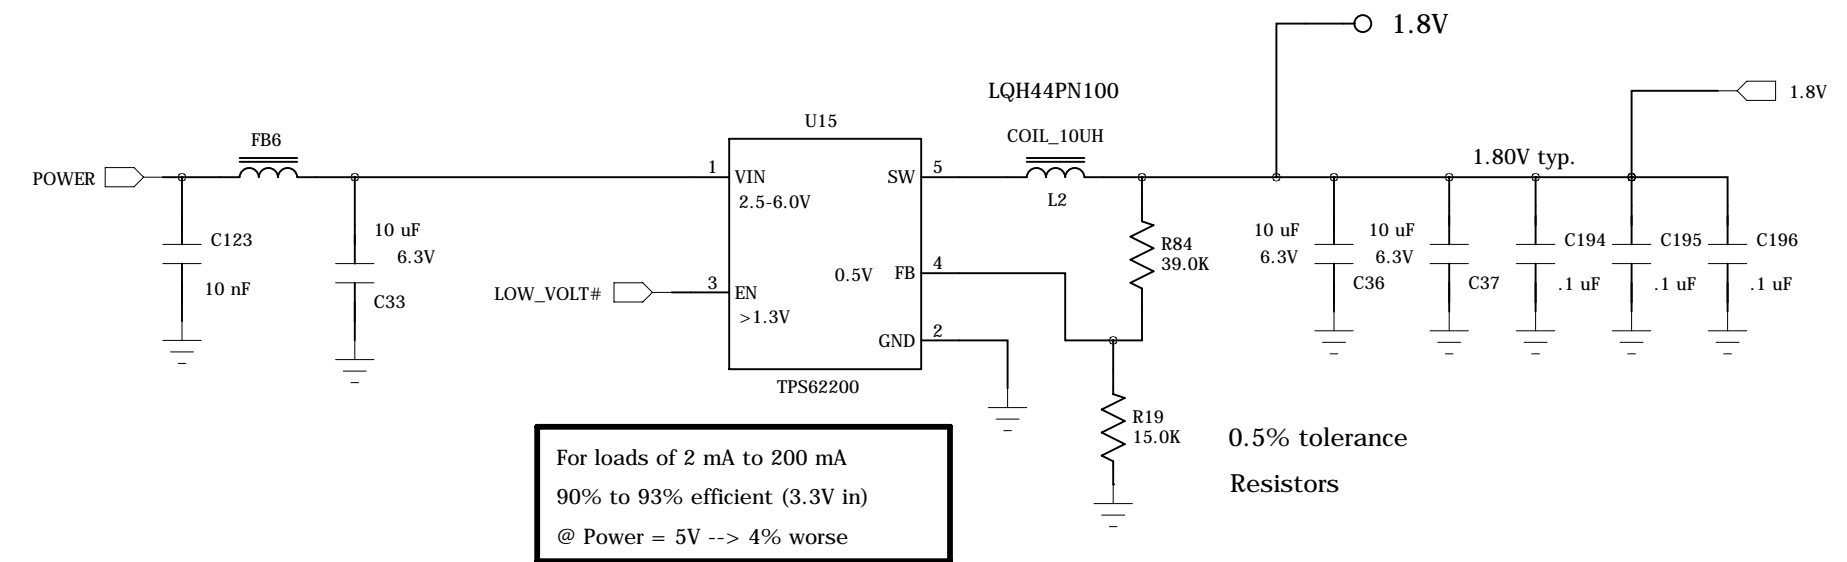 1.8V
LQH44PN100
1.8V
U15
FB6
COIL_10UH
1.80V typ.
POWER
1
VIN
SW
5
2.5-6.0V
L2
C123
10 uF
6.3V
R84
39.0K
10 uF
6.3V
10 uF
6.3V
C194
C195
C196
0.5V
FB
4
10 nF
C33
LOW_VOLT#
3
EN
>1.3V
C36
C37
.1 uF
.1 uF
.1 uF
GND
2
TPS62200
R19
15.0K
0.5% tolerance
Resistors
For loads of 2 mA to 200 mA
90% to 93% efficient (3.3V in)
@ Power = 5V --> 4% worse